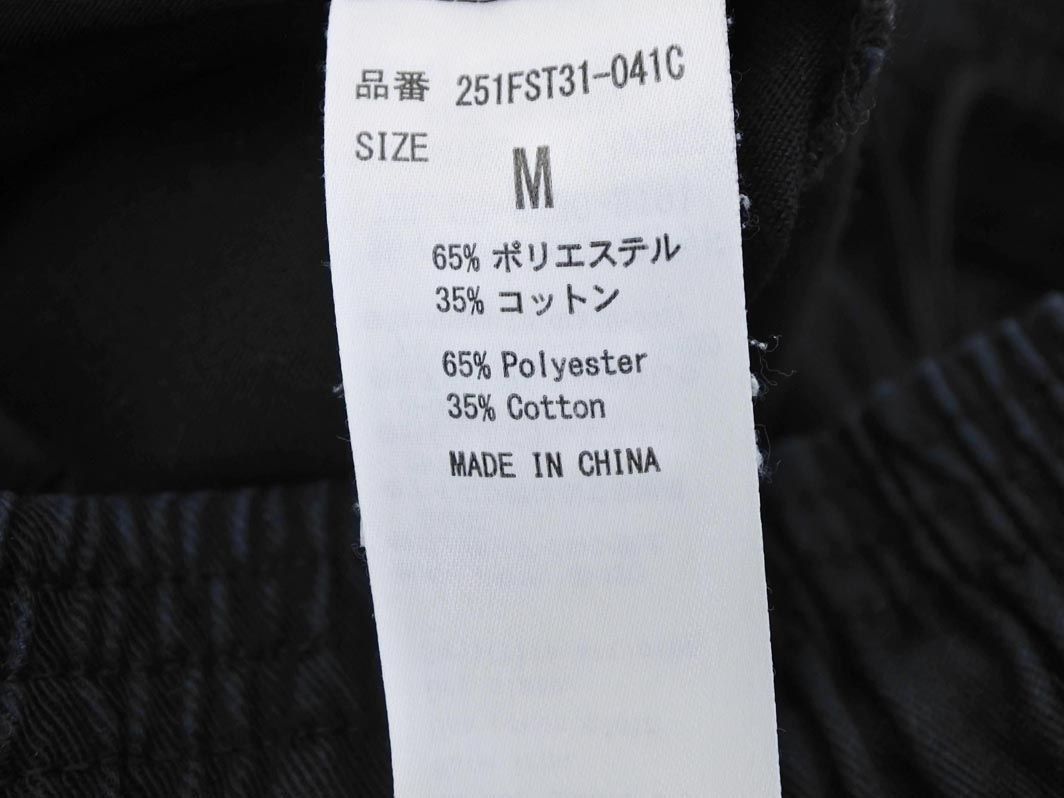 品番 251FST31-041C
SIZE M
65% ポリエステル
35% コットン
65% Polyester
35% Cotton
MADE IN CHINA